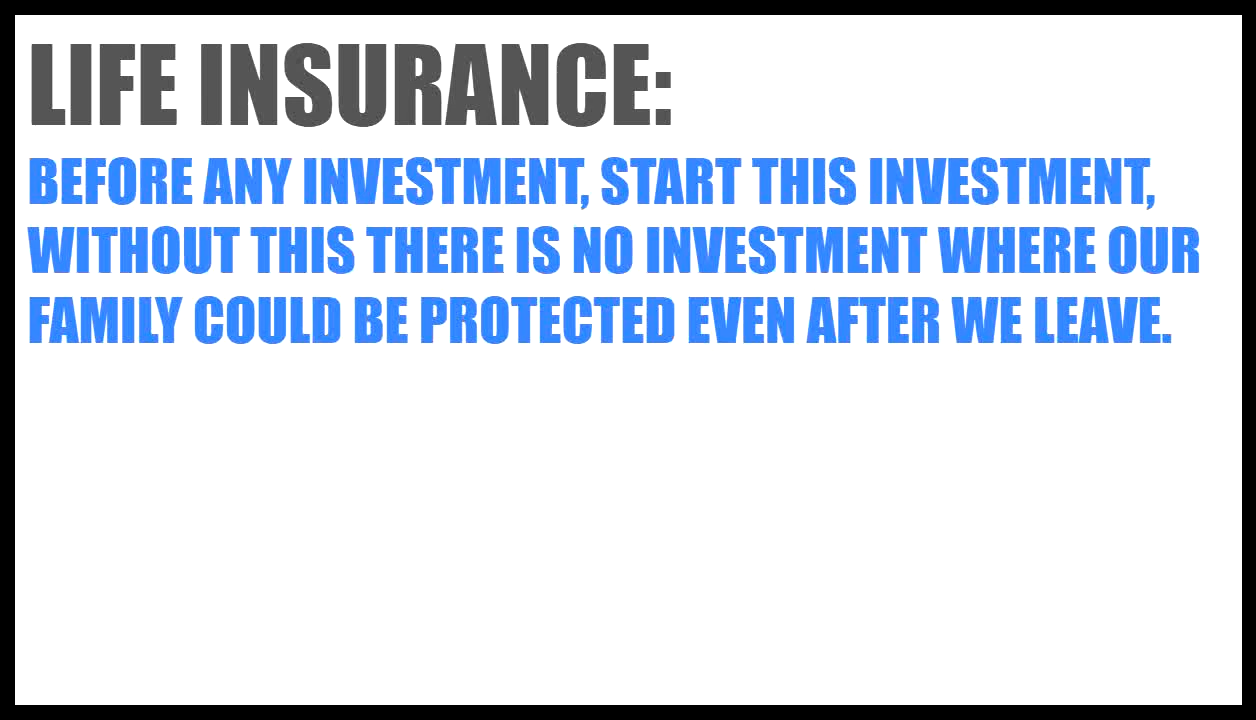 LIFE INSURANCE:
BEFORE ANY INVESTMENT, START THIS INVESTMENT,
WITHOUT THIS THERE IS NO INVESTMENT WHERE OUR
FAMILY COULD BE PROTECTED EVEN AFTER WE LEAVE.